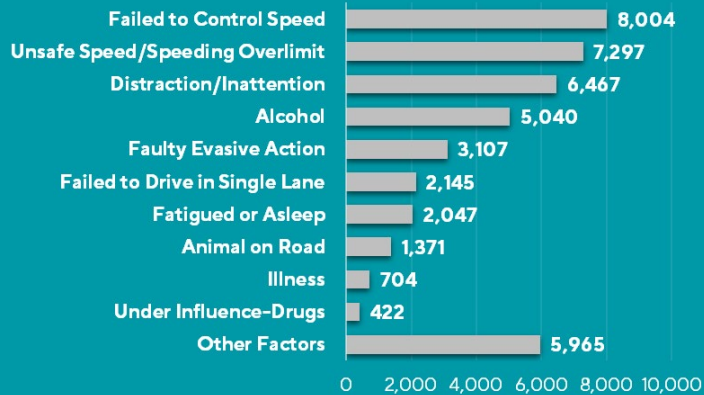 Failed to Control Speed 8,004
Unsafe Speed/Speeding Overlimit 7,297
Distraction/Inattention 6,467
Alcohol 5,040
Faulty Evasive Action 3,107
Failed to Drive in Single Lane 2,145
Fatigued or Asleep 2,047
Animal on Road 1,371
Illness 704
Under Influence-Drugs 422
Other Factors 5,965
0 2,000 4,000 6,000 8,000 10,000